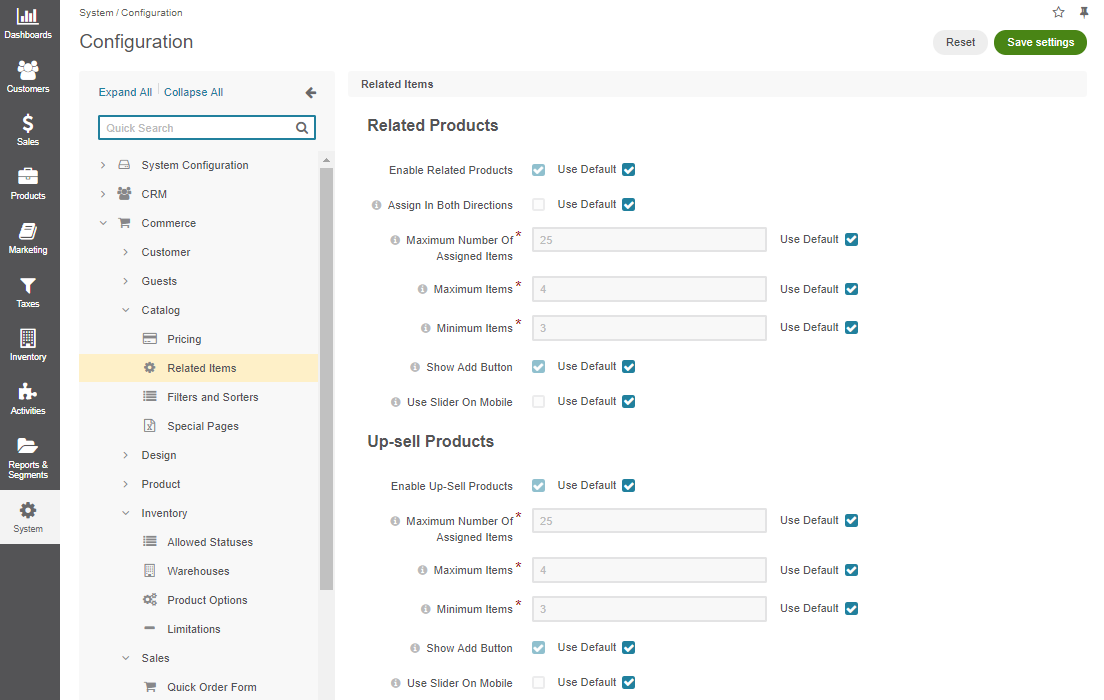 Dashboards
Customers
Sales
Products
Marketing
Taxes
Inventory
Activities
Reports &
Segments
System
System / Configuration
Configuration
Reset
Save settings
Expand All
Collapse All
Quick Search
System Configuration
CRM
Commerce
Customer
Guests
Catalog
Pricing
Related Items
Filters and Sorters
Special Pages
Design
Product
Inventory
Allowed Statuses
Warehouses
Product Options
Limitations
Sales
Quick Order Form
Related Items
Related Products
Enable Related Products Use Default
Assign In Both Directions Use Default
Maximum Number Of * 25 Use Default
Assigned Items
Maximum Items * 4 Use Default
Minimum Items * 3 Use Default
Show Add Button Use Default
Use Slider On Mobile Use Default
Up-sell Products
Enable Up-Sell Products Use Default
Maximum Number Of * 25 Use Default
Assigned Items
Maximum Items * 4 Use Default
Minimum Items * 3 Use Default
Show Add Button Use Default
Use Slider On Mobile Use Default